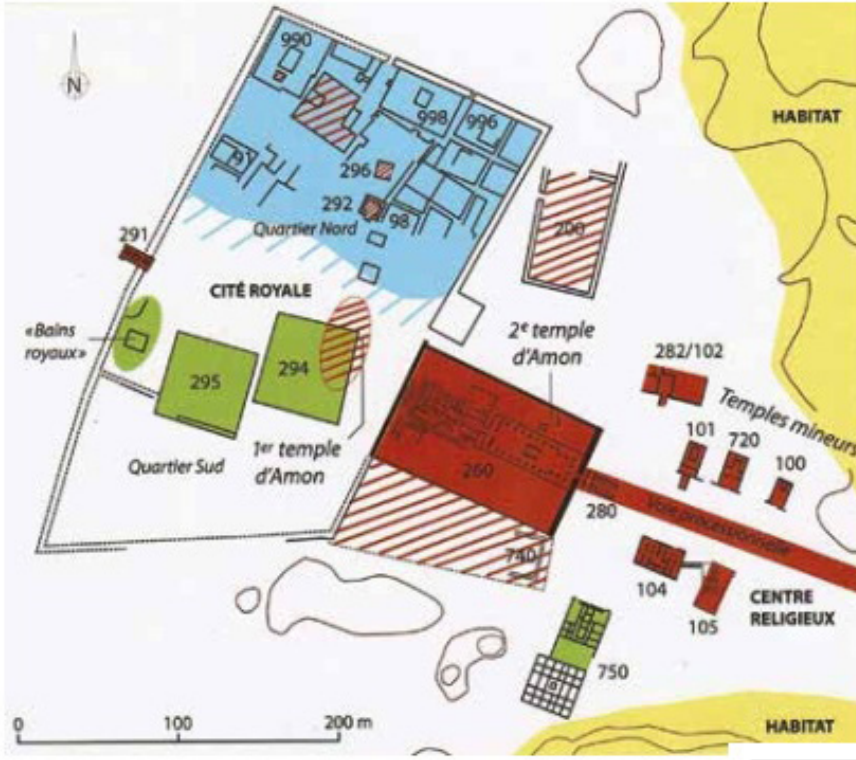 990
998
996
N
HABITAT
296
292
98
200
291
Quartier Nord
CITÉ ROYALE
«Bains
royaux»
295
294
2e temple
d'Amon
282/102
Temples mineurs
101
720
100
1er temple
d'Amon
Quartier Sud
260
280
Voie processionnelle
740
104
105
CENTRE
RELIGIEUX
750
0
100
200 m
HABITAT